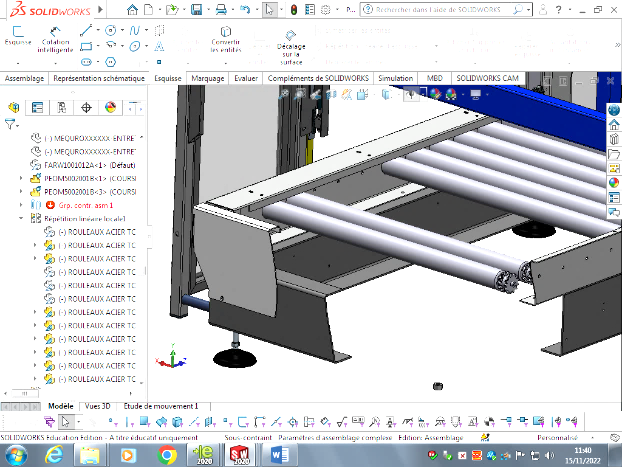 SOLIDWORKS
P...
Rechercher dans l'aide de SOLIDWORKS
Esquisse
Cotation intelligente
Convertir les entités
Décalage sur la surface
Assemblage
Représentation schématique
Esquisse
Marquage
Evaluer
Compléments de SOLIDWORKS
Simulation
MBD
SOLIDWORKS CAM
(-) MEQUROXXXXXX-ENTRE
(-) MEQUROXXXXXX-ENTRE
FARW1001012A<1> (Défaut)
PEOM5002001B<1> (COURSI
PEOM5002001B<3> (COURSI
Grp. contr. asm 1
Répétition linéaire locale1
(-) ROULEAUX ACIER TC
(-) ROULEAUX ACIER TC
(-) ROULEAUX ACIER TC
(-) ROULEAUX ACIER TC
(-) ROULEAUX ACIER TC
(-) ROULEAUX ACIER TC
(-) ROULEAUX ACIER TC
(-) ROULEAUX ACIER TC
(-) ROULEAUX ACIER TC
(-) ROULEAUX ACIER TC
(-) ROULEAUX ACIER TC
(-) ROULEAUX ACIER TC
Modèle
Vues 3D
Etude de mouvement 1
SOLIDWORKS Education Edition - A titre éducatif uniquement
Sous-contraint
Paramètres d'assemblage complexe
Edition: Assemblage
Personnalisé
2020
SW
2020
W
11:40
15/11/2022